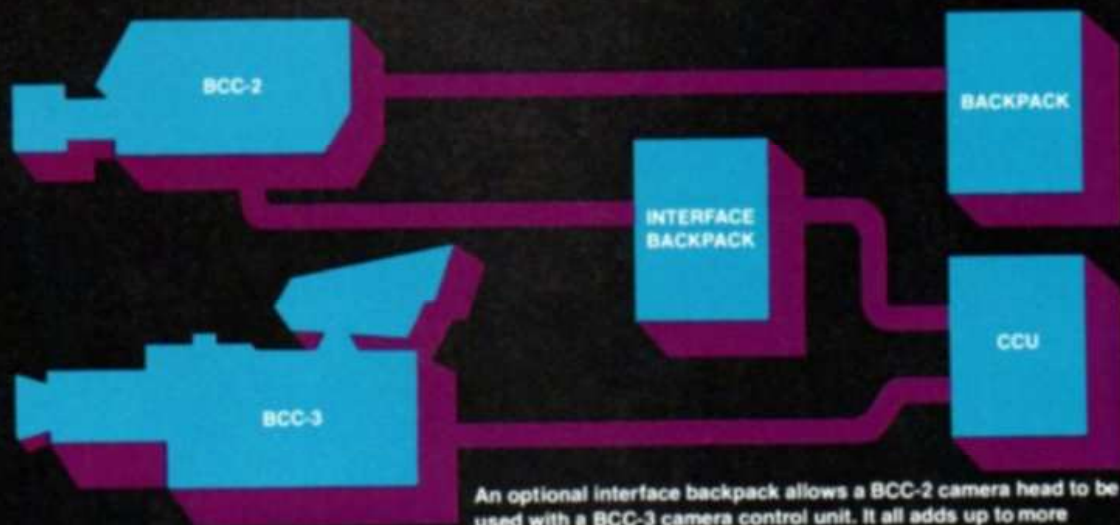 BCC-2
BACKPACK
INTERFACE
BACKPACK
CCU
BCC-3
An optional interface backpack allows a BCC-2 camera head to be
used with a BCC-3 camera control unit. It all adds up to more